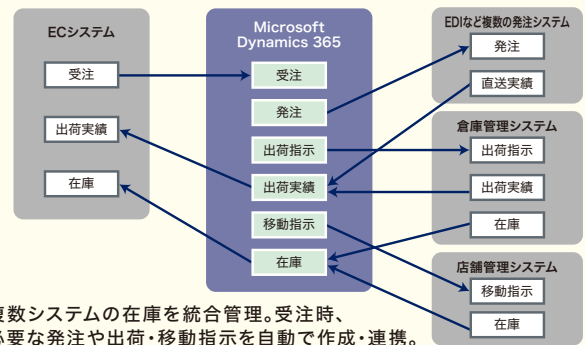 ECシステム
受注
出荷実績
在庫
Microsoft
Dynamics 365
受注
発注
出荷指示
出荷実績
移動指示
在庫
EDIなど複数の発注システム
発注
直送実績
倉庫管理システム
出荷指示
出荷実績
在庫
店舗管理システム
移動指示
在庫
複数システムの在庫を統合管理。受注時、
必要な発注や出荷・移動指示を自動で作成・連携。